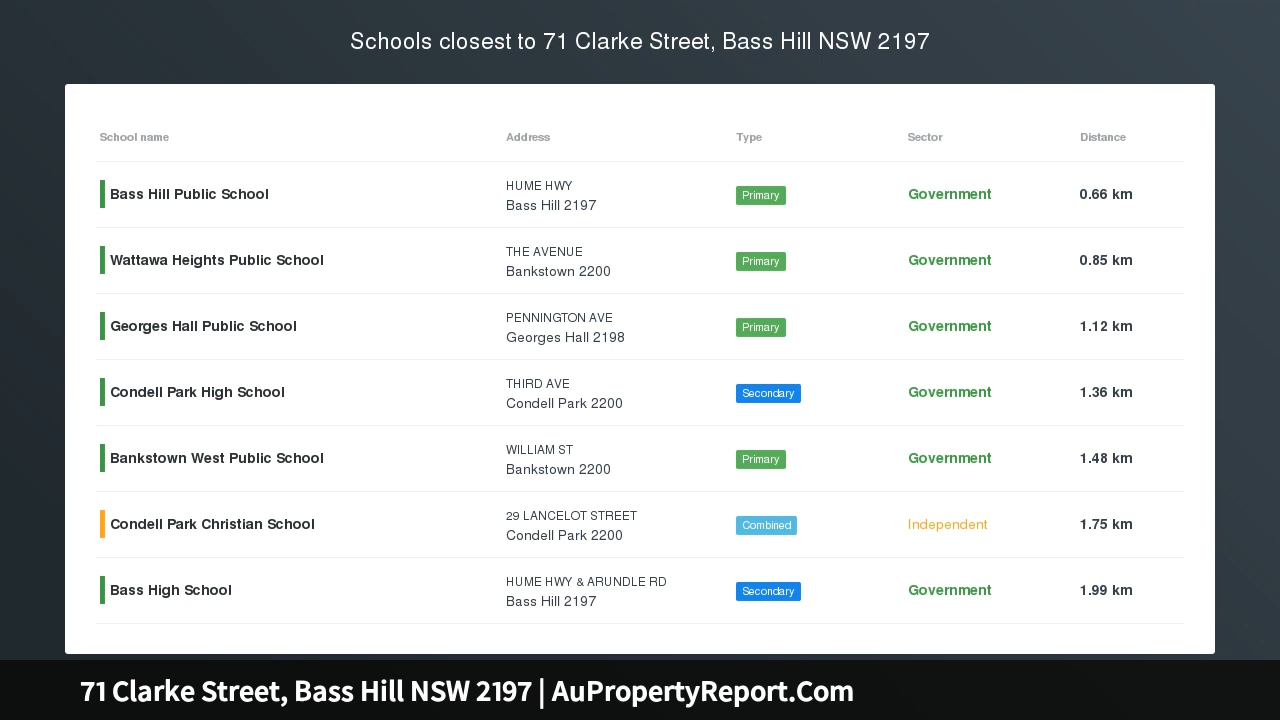 Schools closest to 71 Clarke Street, Bass Hill NSW 2197
School name Address Type Sector Distance
Bass Hill Public School HUME HWY Primary Government 0.66 km
Bass Hill 2197
Wattawa Heights Public School THE AVENUE Primary Government 0.85 km
Bankstown 2200
Georges Hall Public School PENNINGTON AVE Primary Government 1.12 km
Georges Hall 2198
Condell Park High School THIRD AVE Secondary Government 1.36 km
Condell Park 2200
Bankstown West Public School WILLIAM ST Primary Government 1.48 km
Bankstown 2200
Condell Park Christian School 29 LANCELOT STREET Combined Independent 1.75 km
Condell Park 2200
Bass High School HUME HWY & ARUNDLE RD Secondary Government 1.99 km
Bass Hill 2197
71 Clarke Street, Bass Hill NSW 2197 | AuPropertyReport.Com